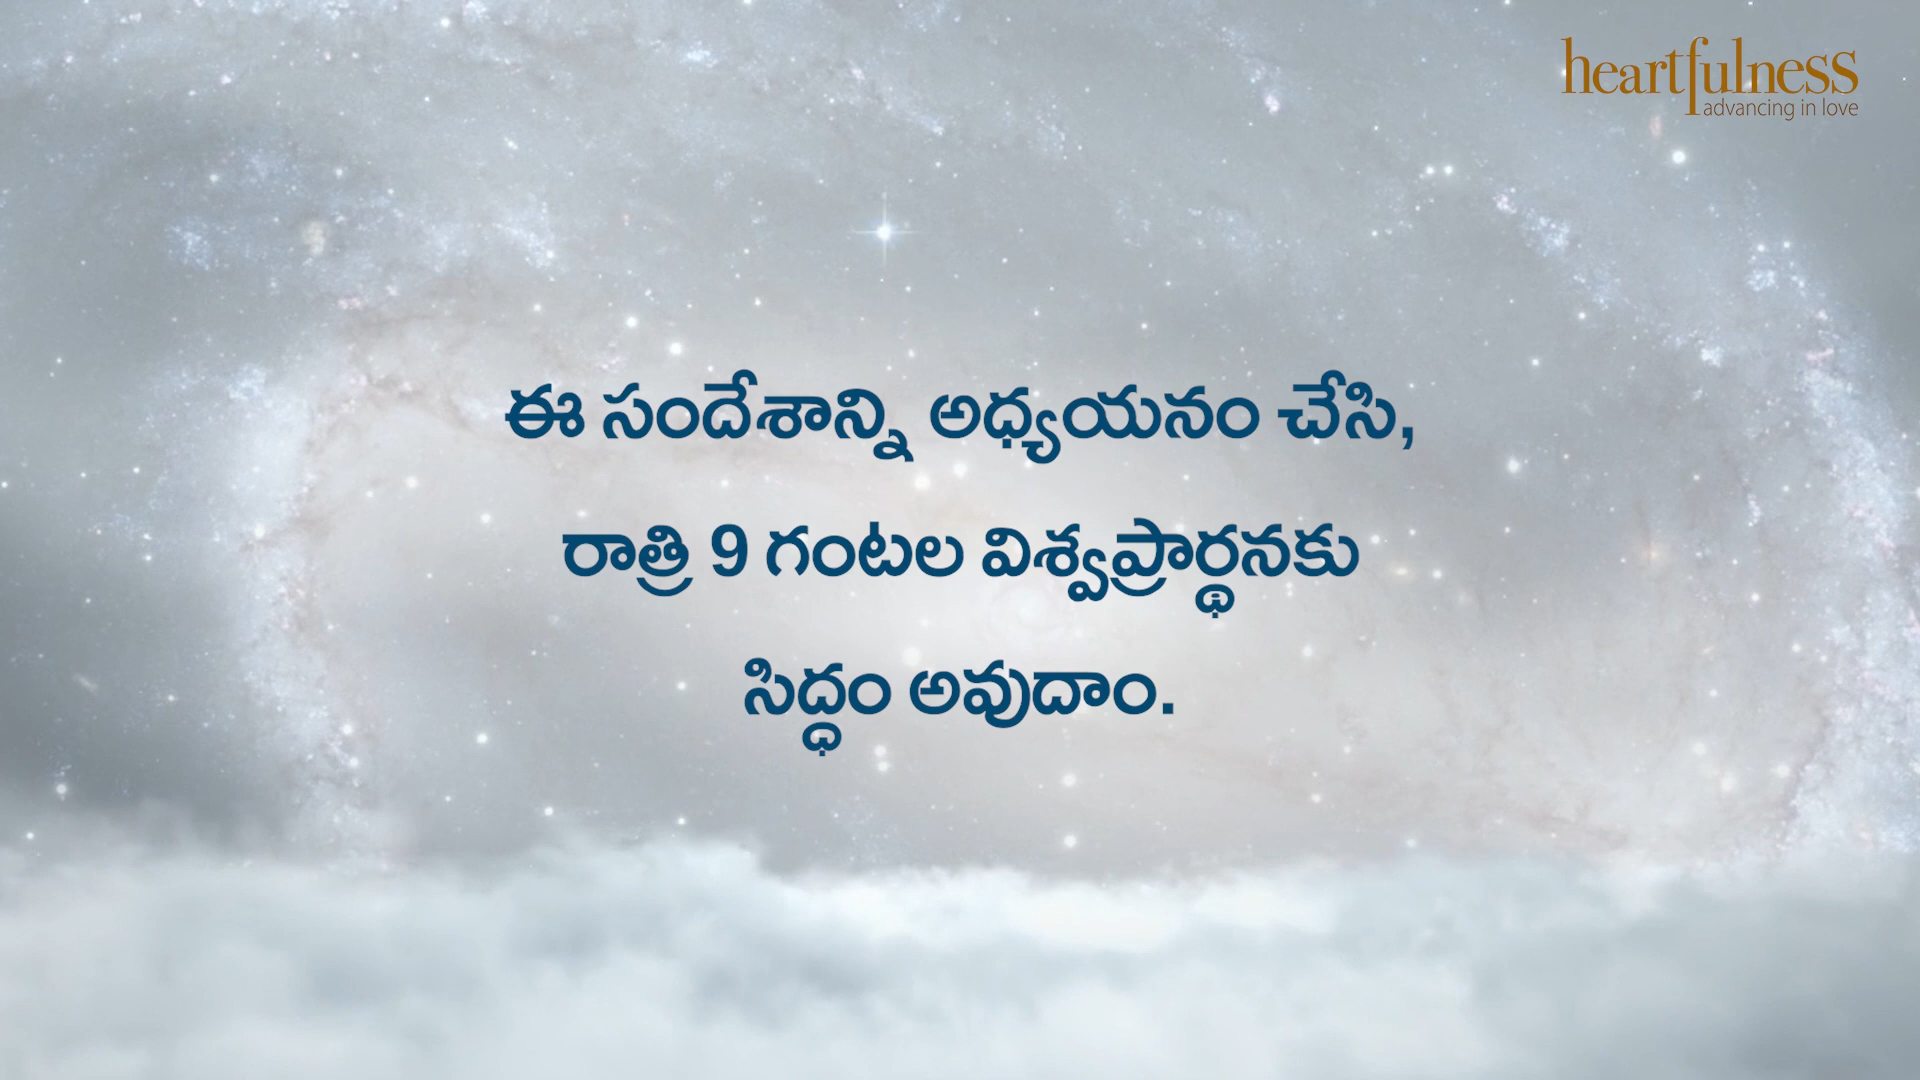 heartfulness
advancing in love
ఈ సందేశాన్ని అధ్యయనం చేసి,
రాత్రి 9 గంటల విశ్వప్రార్థనకు
సిద్ధం అవుదాం.